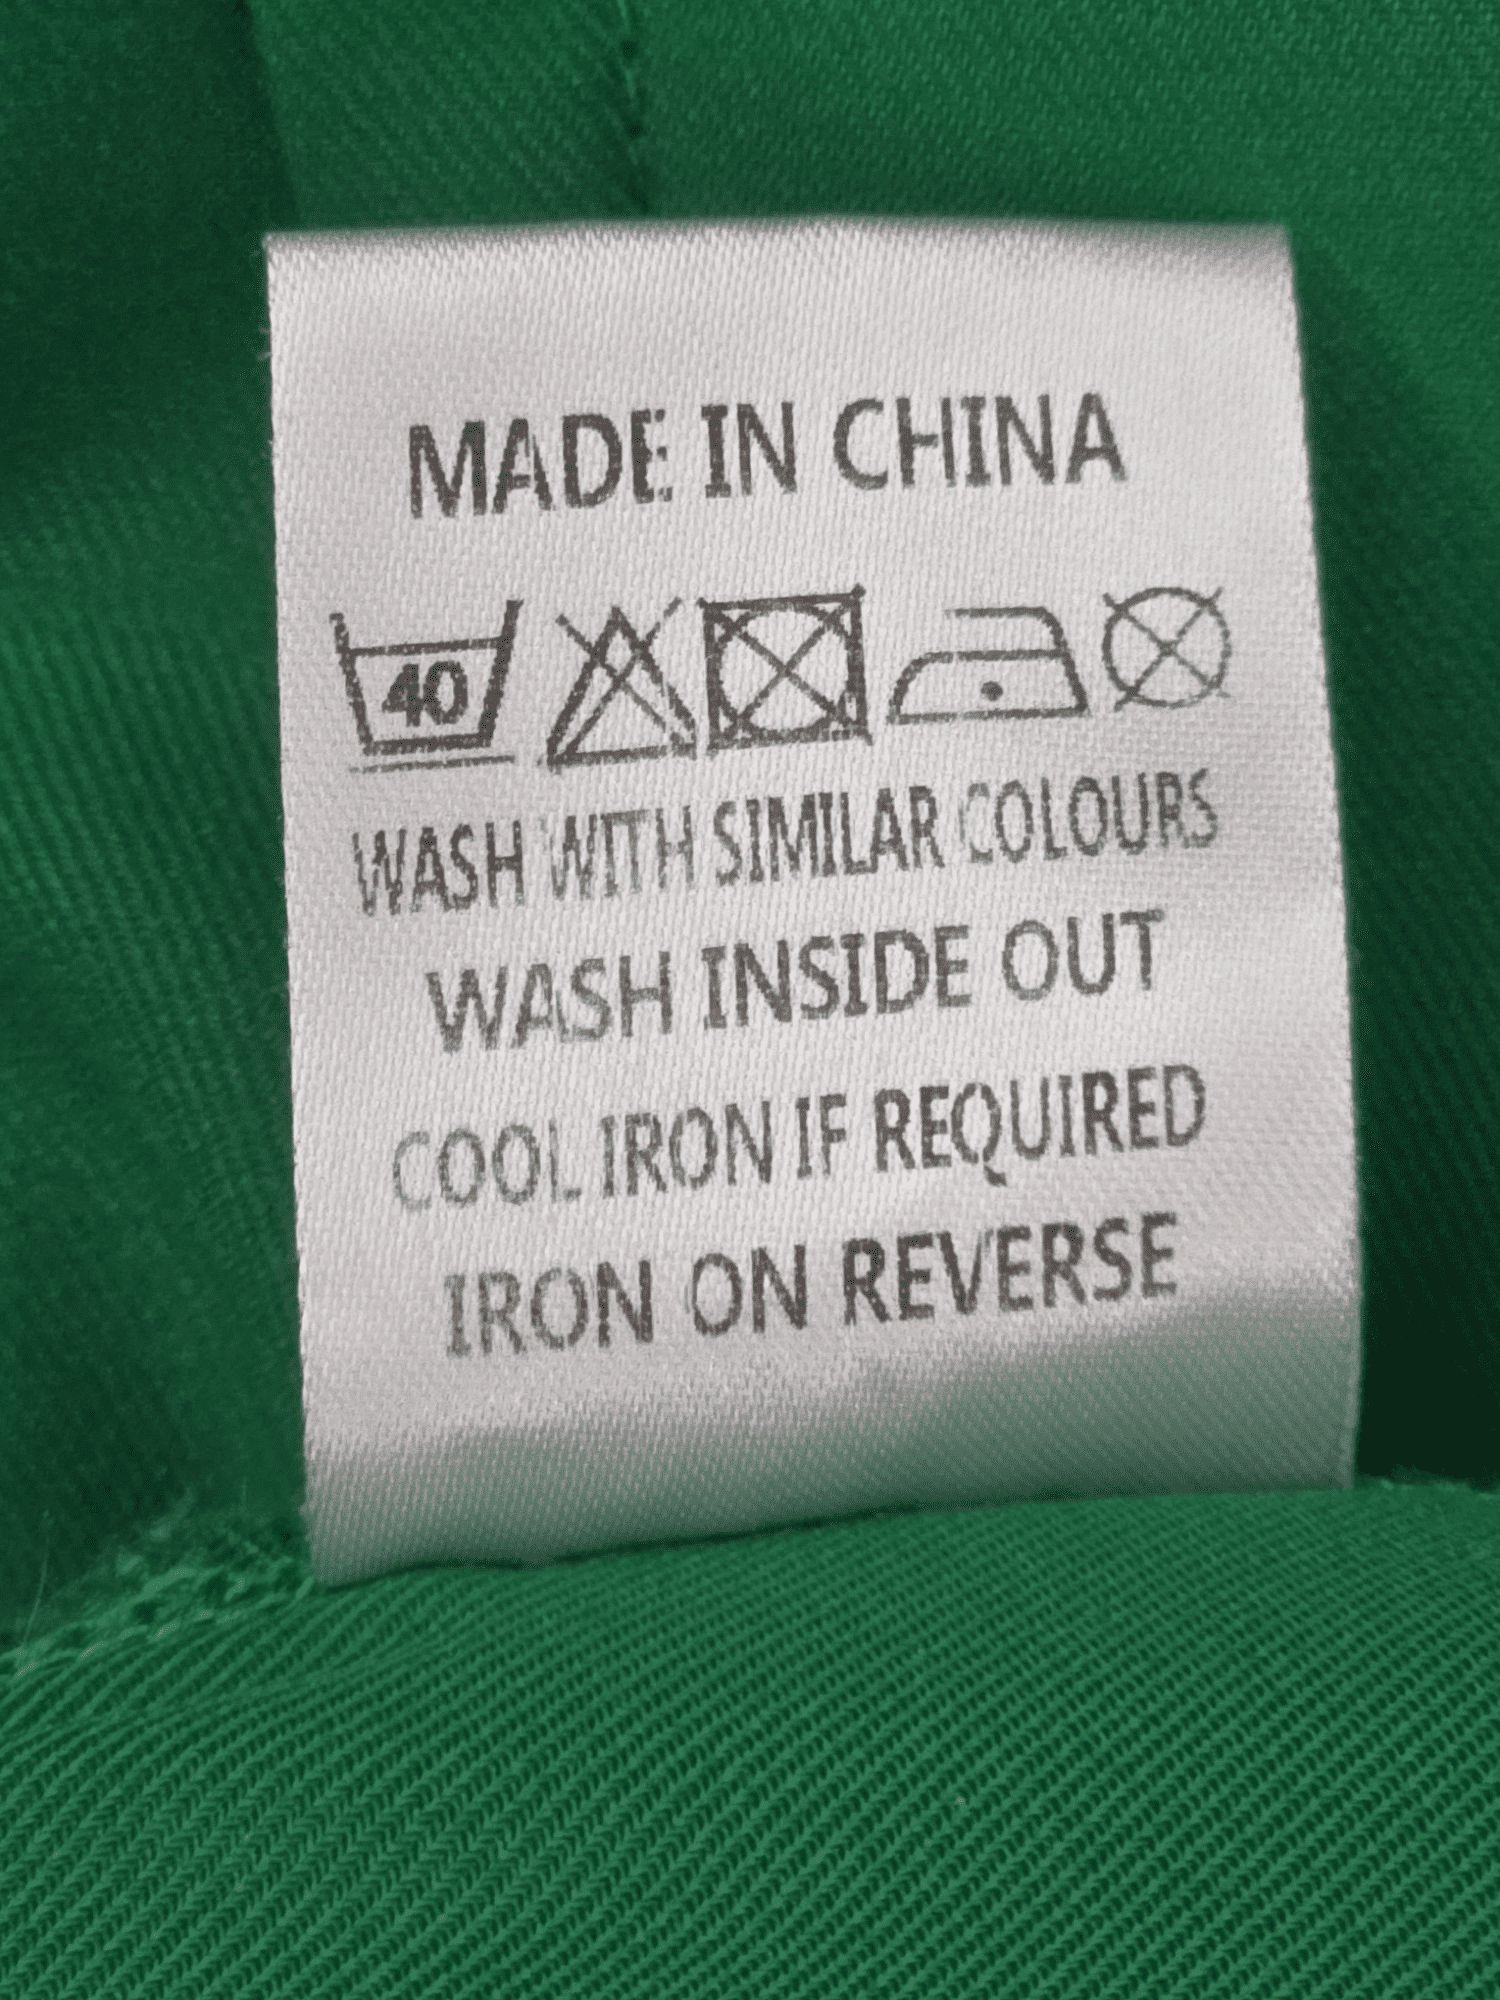 MADE IN CHINA
40
WASH WITH SIMILAR COLOURS
WASH INSIDE OUT
COOL IRON IF REQUIRED
IRON ON REVERSE